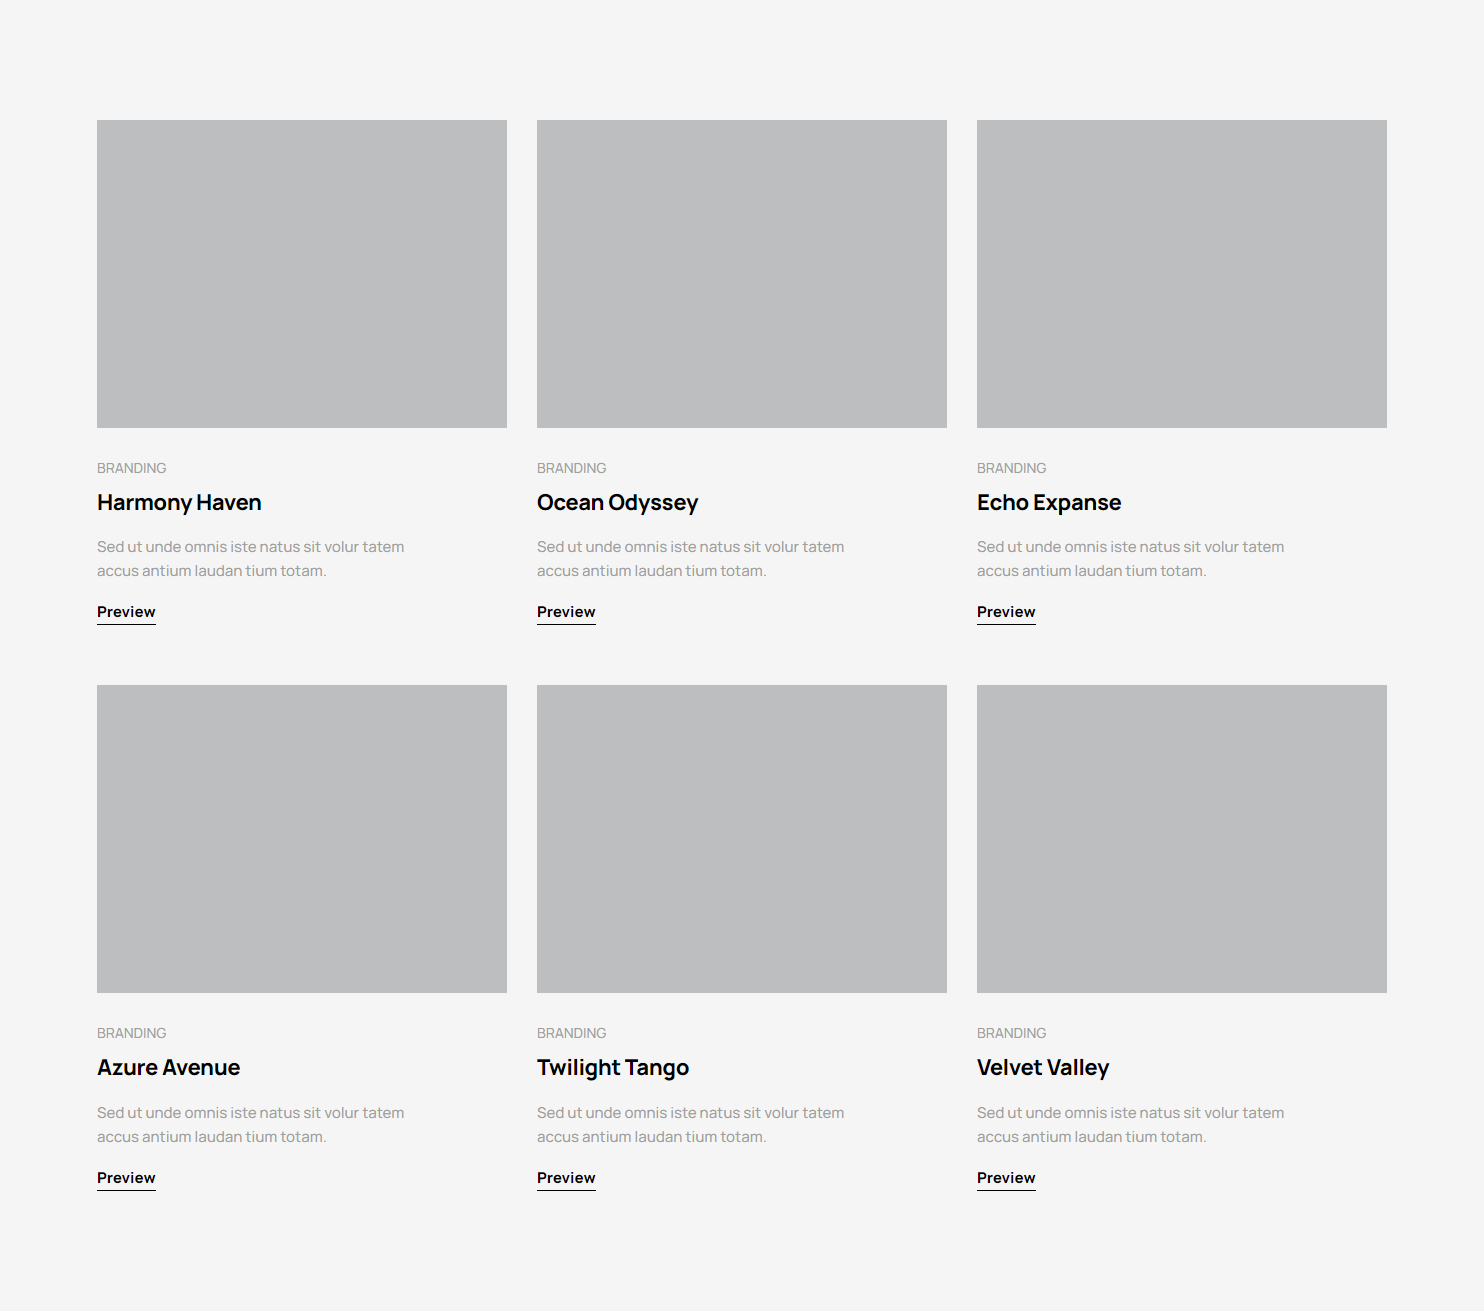 BRANDING
Harmony Haven
Sed ut unde omnis iste natus sit volur tatem
accus antium laudan tium totam.
Preview
BRANDING
Ocean Odyssey
Sed ut unde omnis iste natus sit volur tatem
accus antium laudan tium totam.
Preview
BRANDING
Echo Expanse
Sed ut unde omnis iste natus sit volur tatem
accus antium laudan tium totam.
Preview
BRANDING
Azure Avenue
Sed ut unde omnis iste natus sit volur tatem
accus antium laudan tium totam.
Preview
BRANDING
Twilight Tango
Sed ut unde omnis iste natus sit volur tatem
accus antium laudan tium totam.
Preview
BRANDING
Velvet Valley
Sed ut unde omnis iste natus sit volur tatem
accus antium laudan tium totam.
Preview